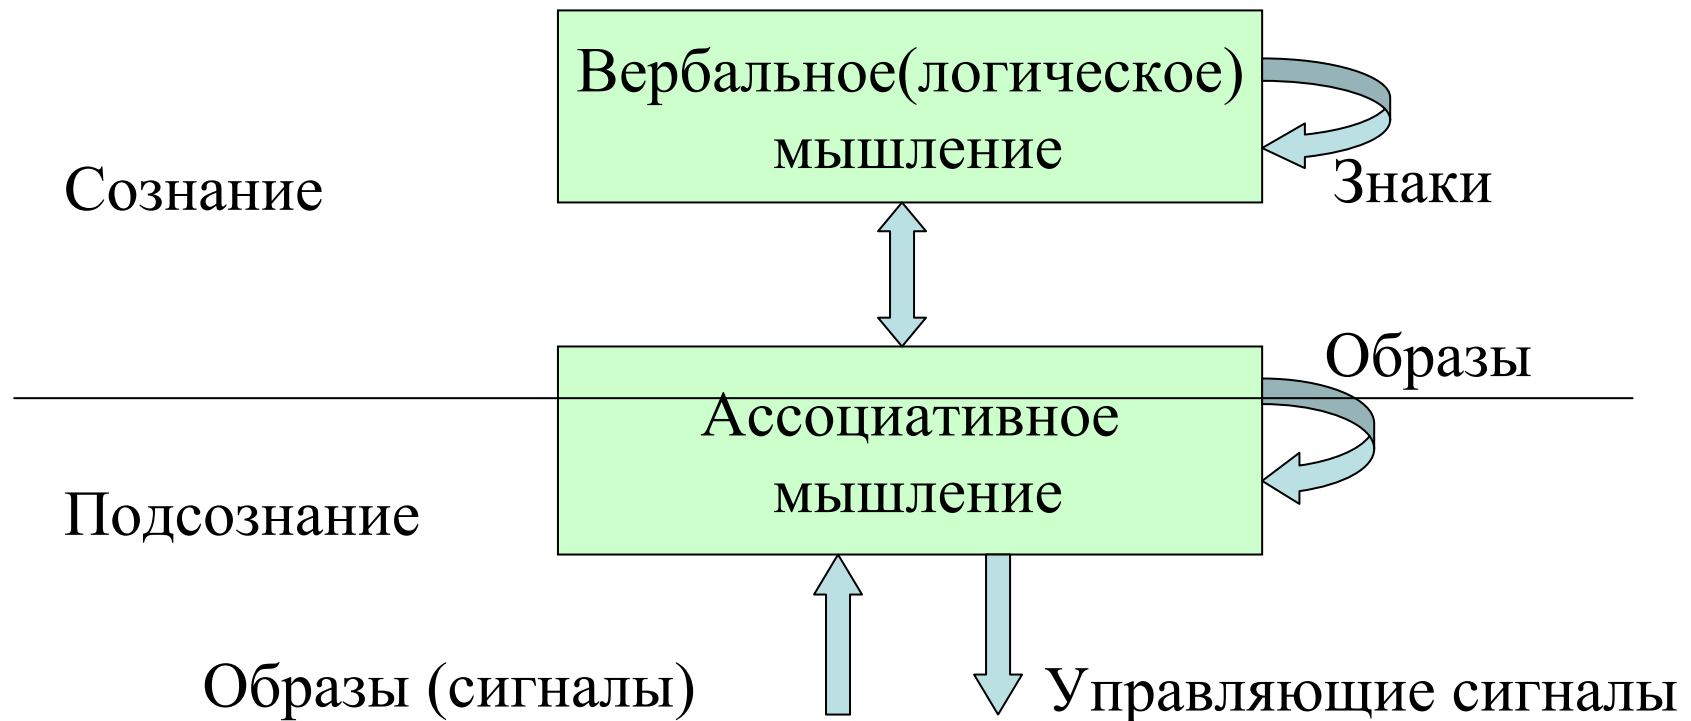 Вербальное(логическое)
мышление
Сознание
Знаки
Образы
Ассоциативное
мышление
Подсознание
Образы (сигналы)
Управляющие сигналы